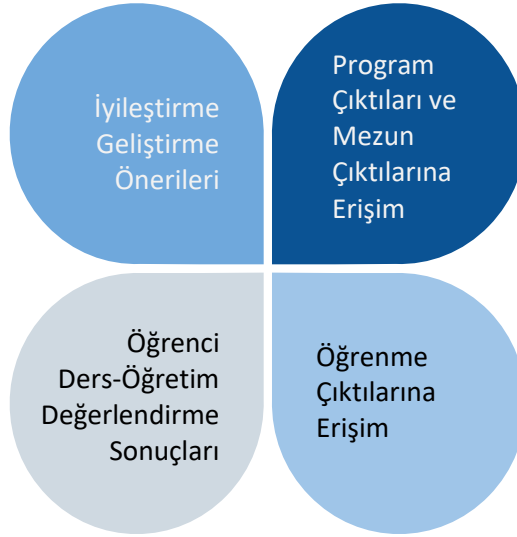 İyileştirme
Geliştirme
Önerileri
Program
Çıktıları ve
Mezun
Çıktılarına
Erişim
Öğrenci
Ders-Öğretim
Değerlendirme
Sonuçları
Öğrenme
Çıktılarına
Erişim